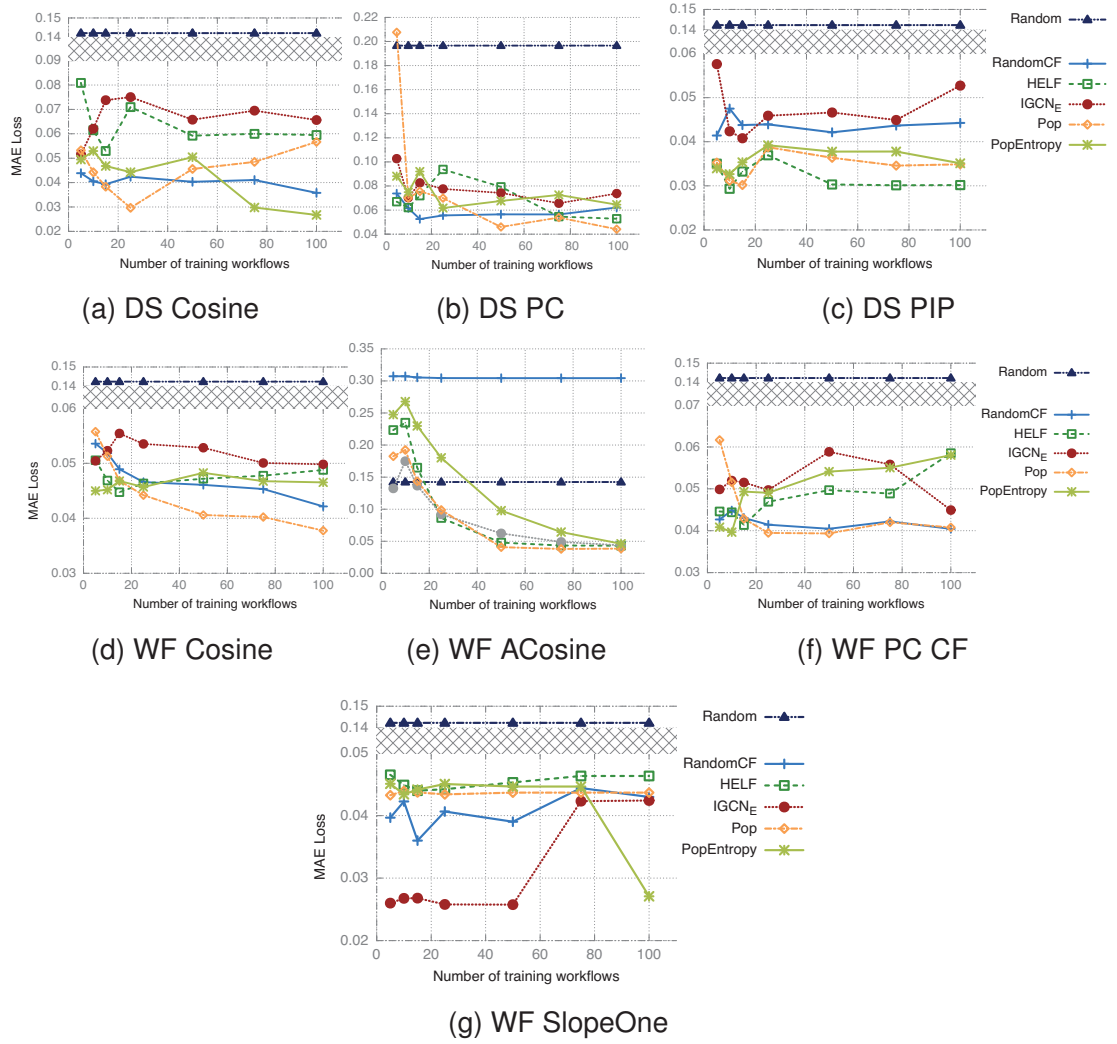 0.15
0.14
0.09
0.08
0.07
0.06
0.05
0.04
0.03
0.02
MAE Loss
0 20 40 60 80 100
Number of training workflows
(a) DS Cosine
0.22
0.20
0.18
0.16
0.14
0.12
0.10
0.08
0.06
0.04
0 20 40 60 80 100
Number of training workflows
(b) DS PC
0.15
0.14
0.06
0.05
0.04
0.03
0.02
0 20 40 60 80 100
Number of training workflows
(c) DS PIP
Random
RandomCF
HELF
IGCN_E
Pop
PopEntropy
0.15
0.14
0.06
0.05
0.04
0.03
MAE Loss
0 20 40 60 80 100
Number of training workflows
(d) WF Cosine
0.35
0.30
0.25
0.20
0.15
0.10
0.05
0.00
0 20 40 60 80 100
Number of training workflows
(e) WF ACosine
0.15
0.14
0.07
0.06
0.05
0.04
0.03
0 20 40 60 80 100
Number of training workflows
(f) WF PC CF
Random
RandomCF
HELF
IGCN_E
Pop
PopEntropy
0.15
0.14
0.05
0.04
0.03
0.02
MAE Loss
0 20 40 60 80 100
Number of training workflows
(g) WF SlopeOne
Random
RandomCF
HELF
IGCN_E
Pop
PopEntropy